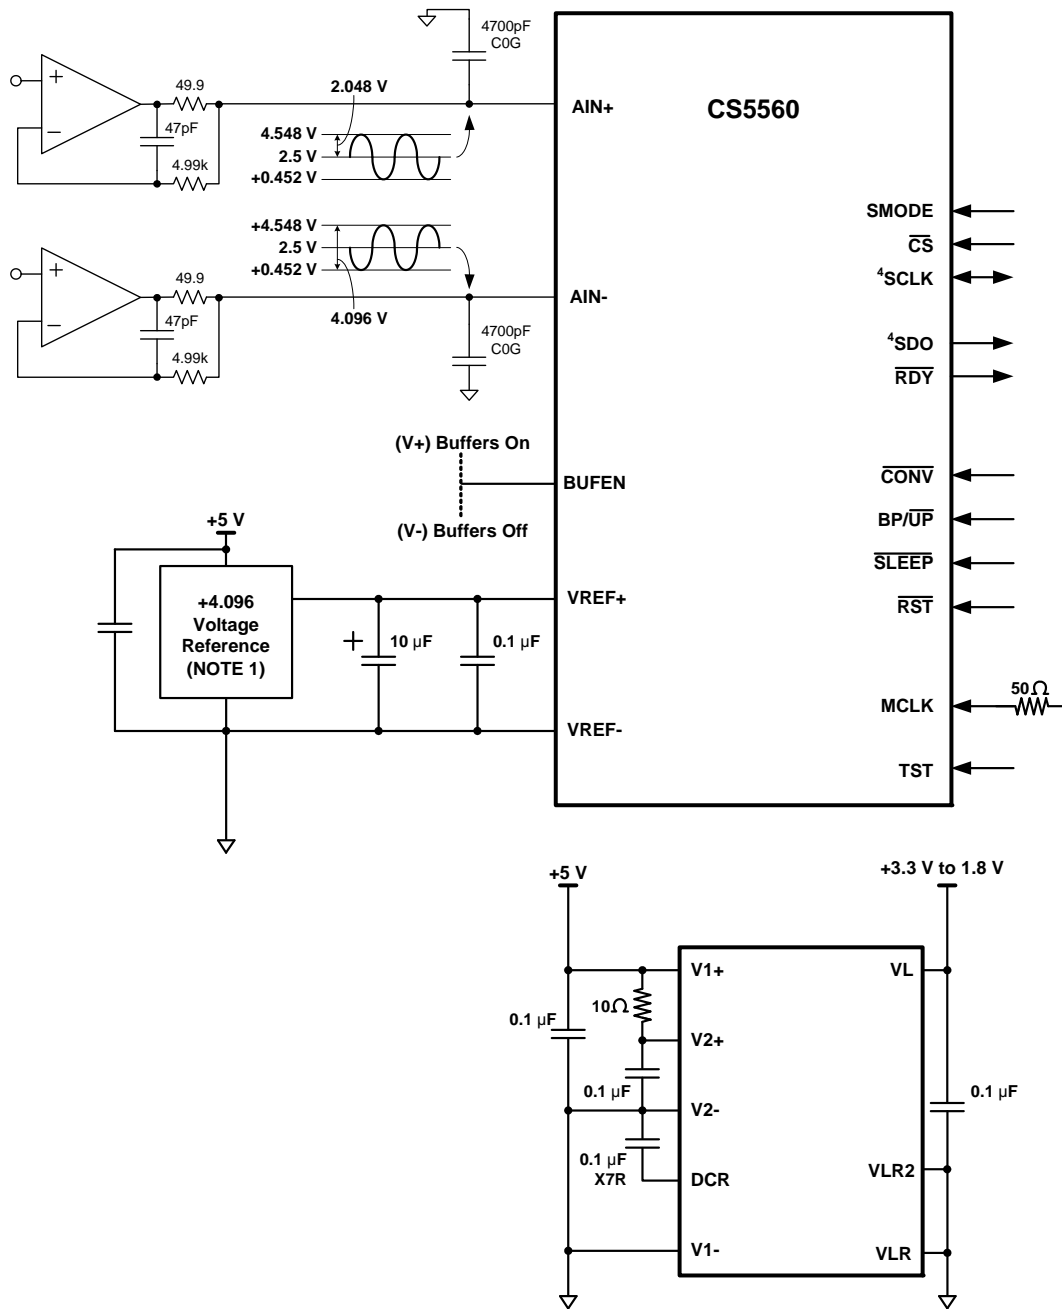 4700pF
C0G
49.9
2.048 V
AIN+
CS5560
47pF
4.548 V
2.5 V
4.99k
+0.452 V
SMODE
+4.548 V
CS
2.5 V
+0.452 V
4SCLK
49.9
AIN-
4.096 V
47pF
4700pF
C0G
4.99k
4SDO
RDY
(V+) Buffers On
BUFEN
CONV
(V-) Buffers Off
BP/UP
+5 V
SLEEP
+4.096
Voltage
Reference
(NOTE 1)
VREF+
RST
+
10 µF
0.1 µF
50Ω
MCLK
VREF-
TST
+5 V
+3.3 V to 1.8 V
V1+
VL
10Ω
0.1 µF
V2+
0.1 µF
0.1 µF
V2-
0.1 µF
X7R
DCR
VLR2
V1-
VLR